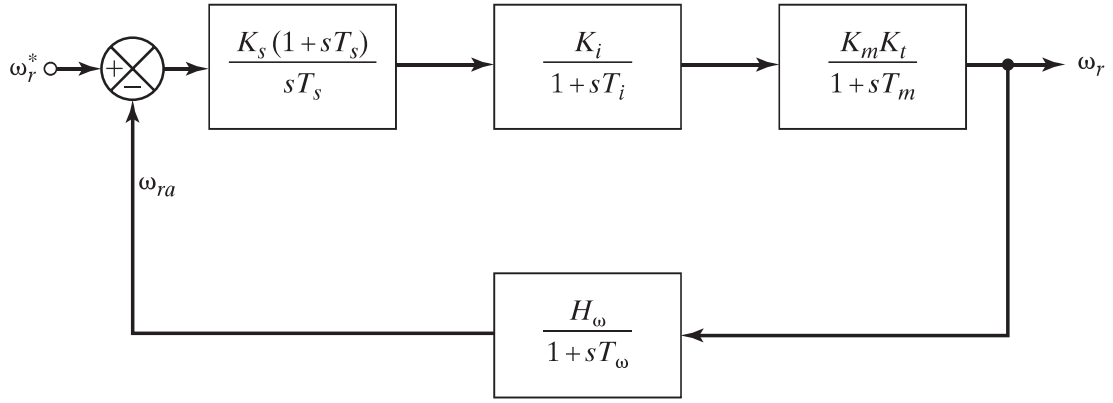 ω_r^*
+
−
K_s (1+sT_s)
sT_s
K_i
1+sT_i
K_m K_t
1+sT_m
ω_r
ω_ra
H_ω
1+sT_ω